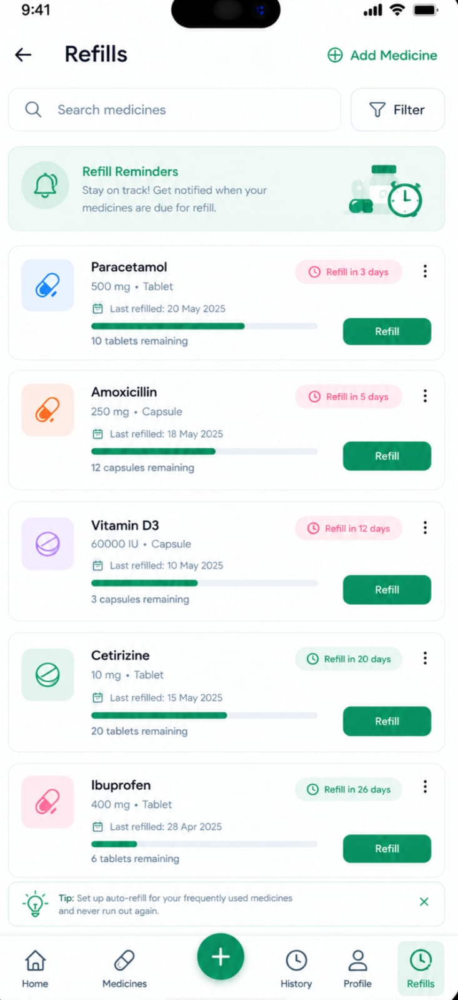 9:41
Refills
Add Medicine
Search medicines
Filter
Refill Reminders
Stay on track! Get notified when your
medicines are due for refill.
Paracetamol
Refill in 3 days
500 mg • Tablet
Last refilled: 20 May 2025
Refill
10 tablets remaining
Amoxicillin
Refill in 5 days
250 mg • Capsule
Last refilled: 18 May 2025
Refill
12 capsules remaining
Vitamin D3
Refill in 12 days
60000 IU • Capsule
Last refilled: 10 May 2025
Refill
3 capsules remaining
Cetirizine
Refill in 20 days
10 mg • Tablet
Last refilled: 15 May 2025
Refill
20 tablets remaining
Ibuprofen
Refill in 26 days
400 mg • Tablet
Last refilled: 28 Apr 2025
Refill
6 tablets remaining
Tip: Set up auto-refill for your frequently used medicines
and never run out again.
Home
Medicines
History
Profile
Refills